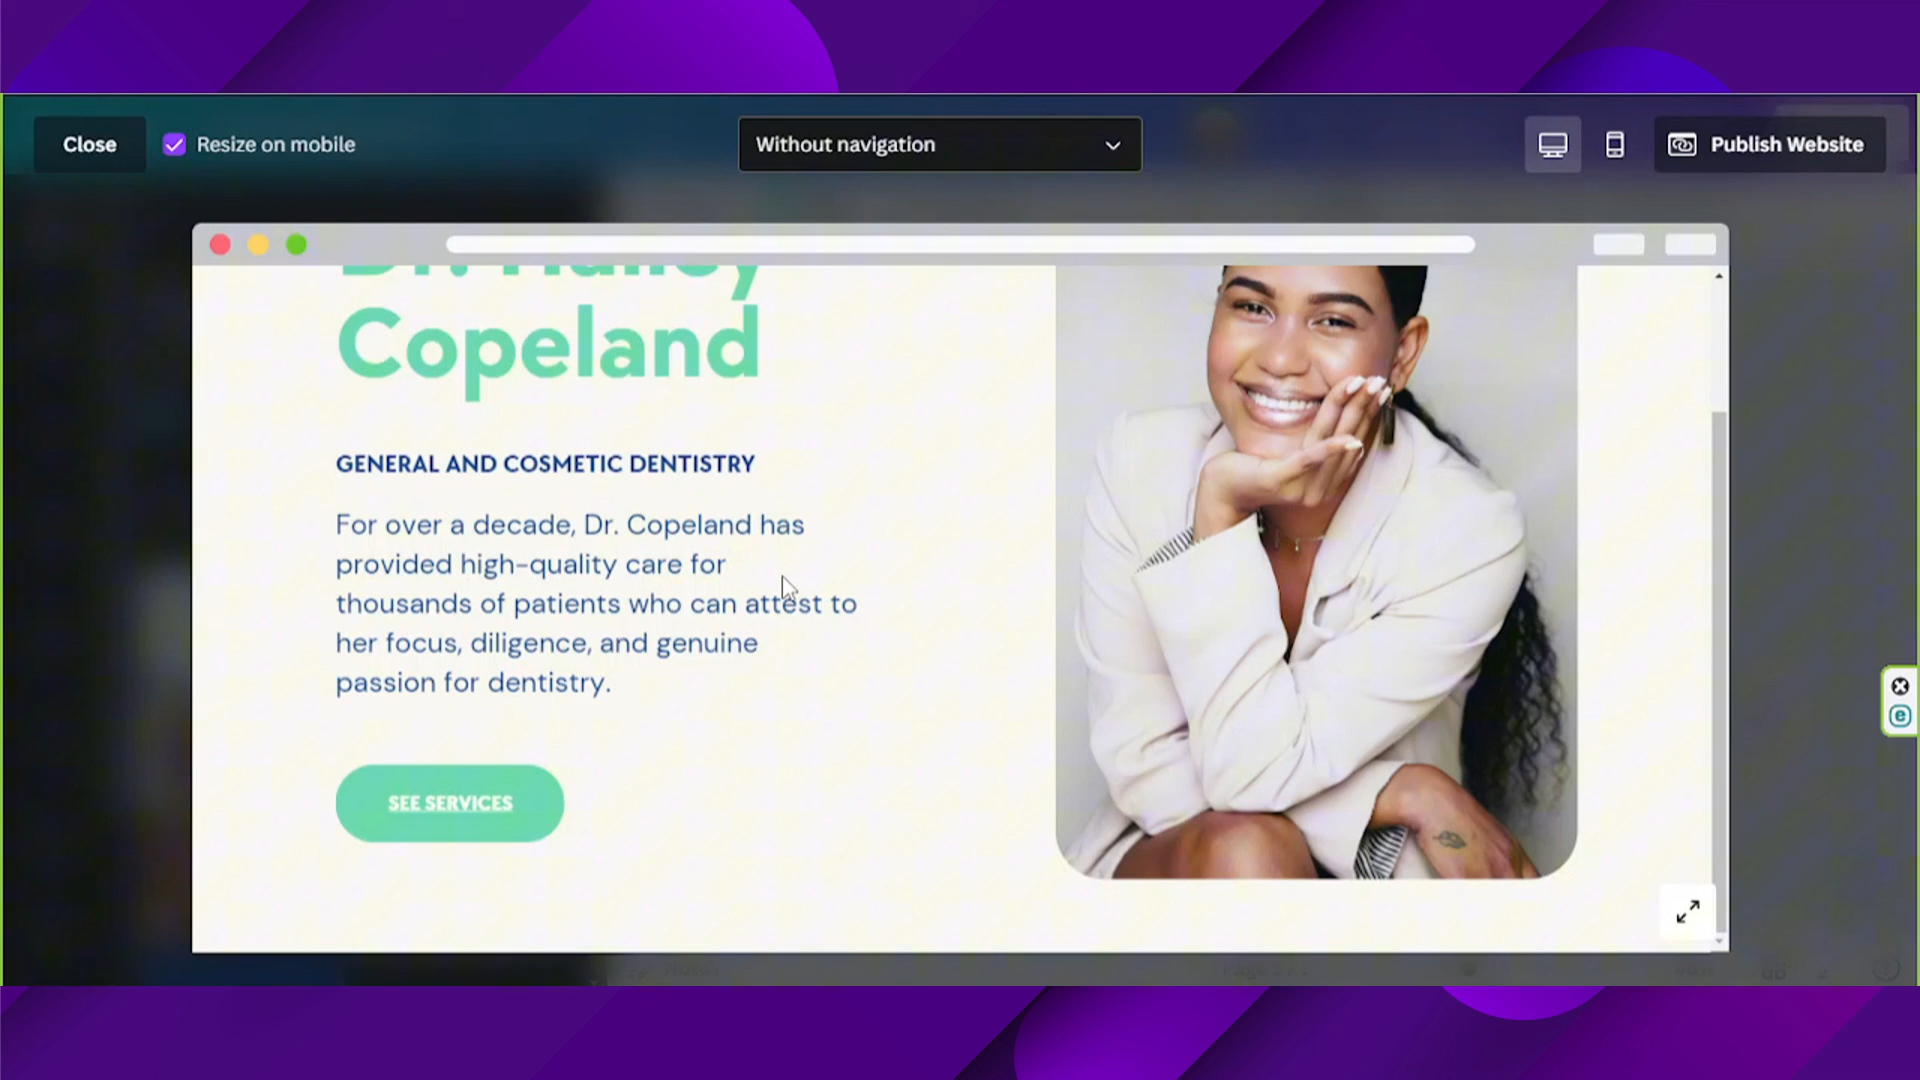 Close
Resize on mobile
Without navigation
Publish Website
Copeland
GENERAL AND COSMETIC DENTISTRY
For over a decade, Dr. Copeland has
provided high-quality care for
thousands of patients who can attest to
her focus, diligence, and genuine
passion for dentistry.
SEE SERVICES
e